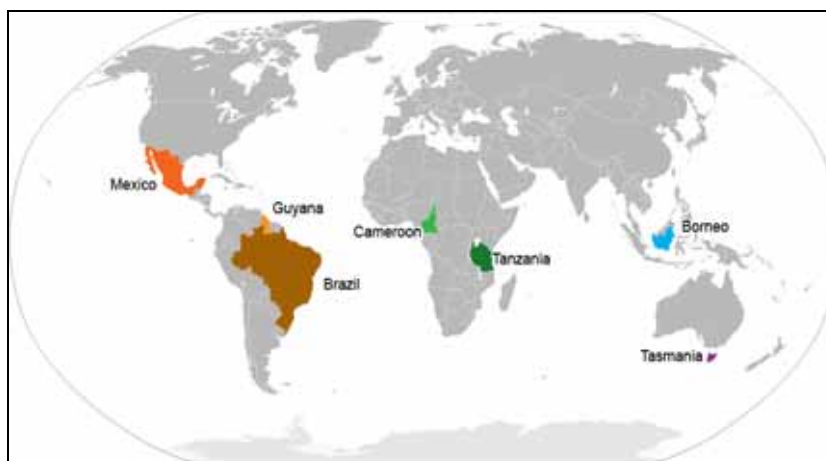 Mexico
Guyana
Cameroon
Borneo
Tanzania
Brazil
Tasmania